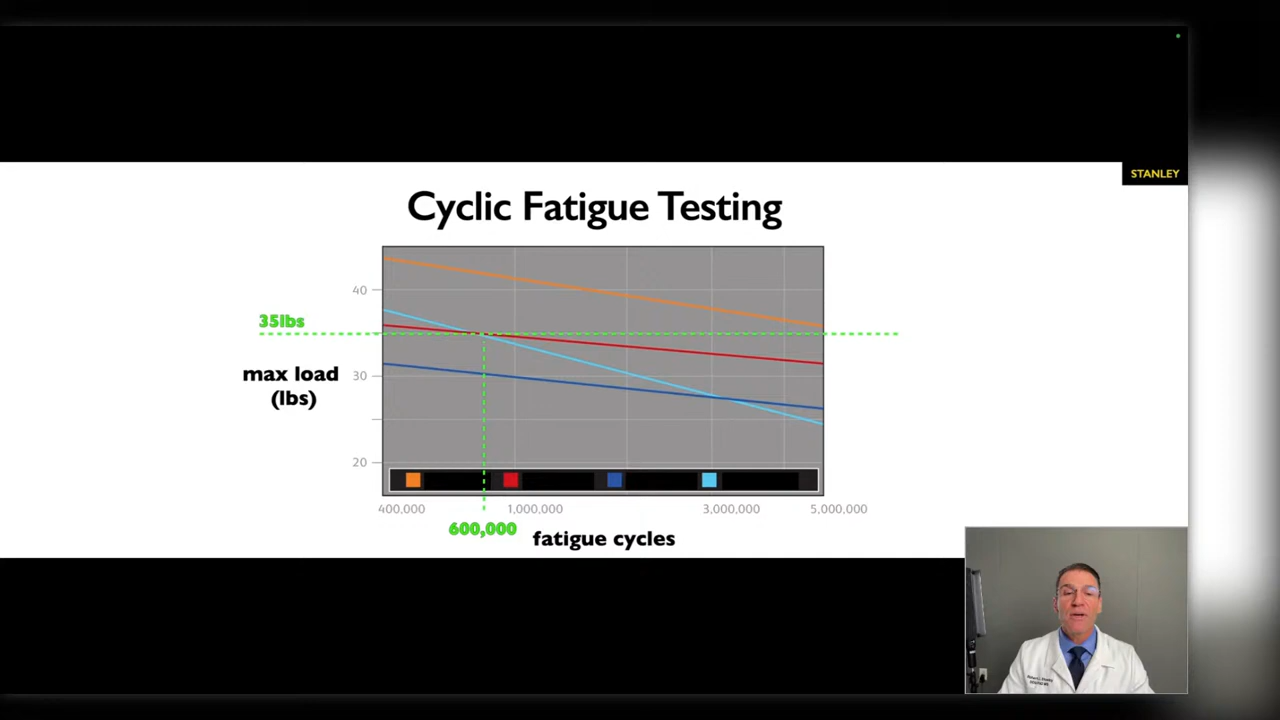 STANLEY
Cyclic Fatigue Testing
40
35lbs
30
max load
(lbs)
20
400,000
1,000,000
3,000,000
5,000,000
600,000
fatigue cycles